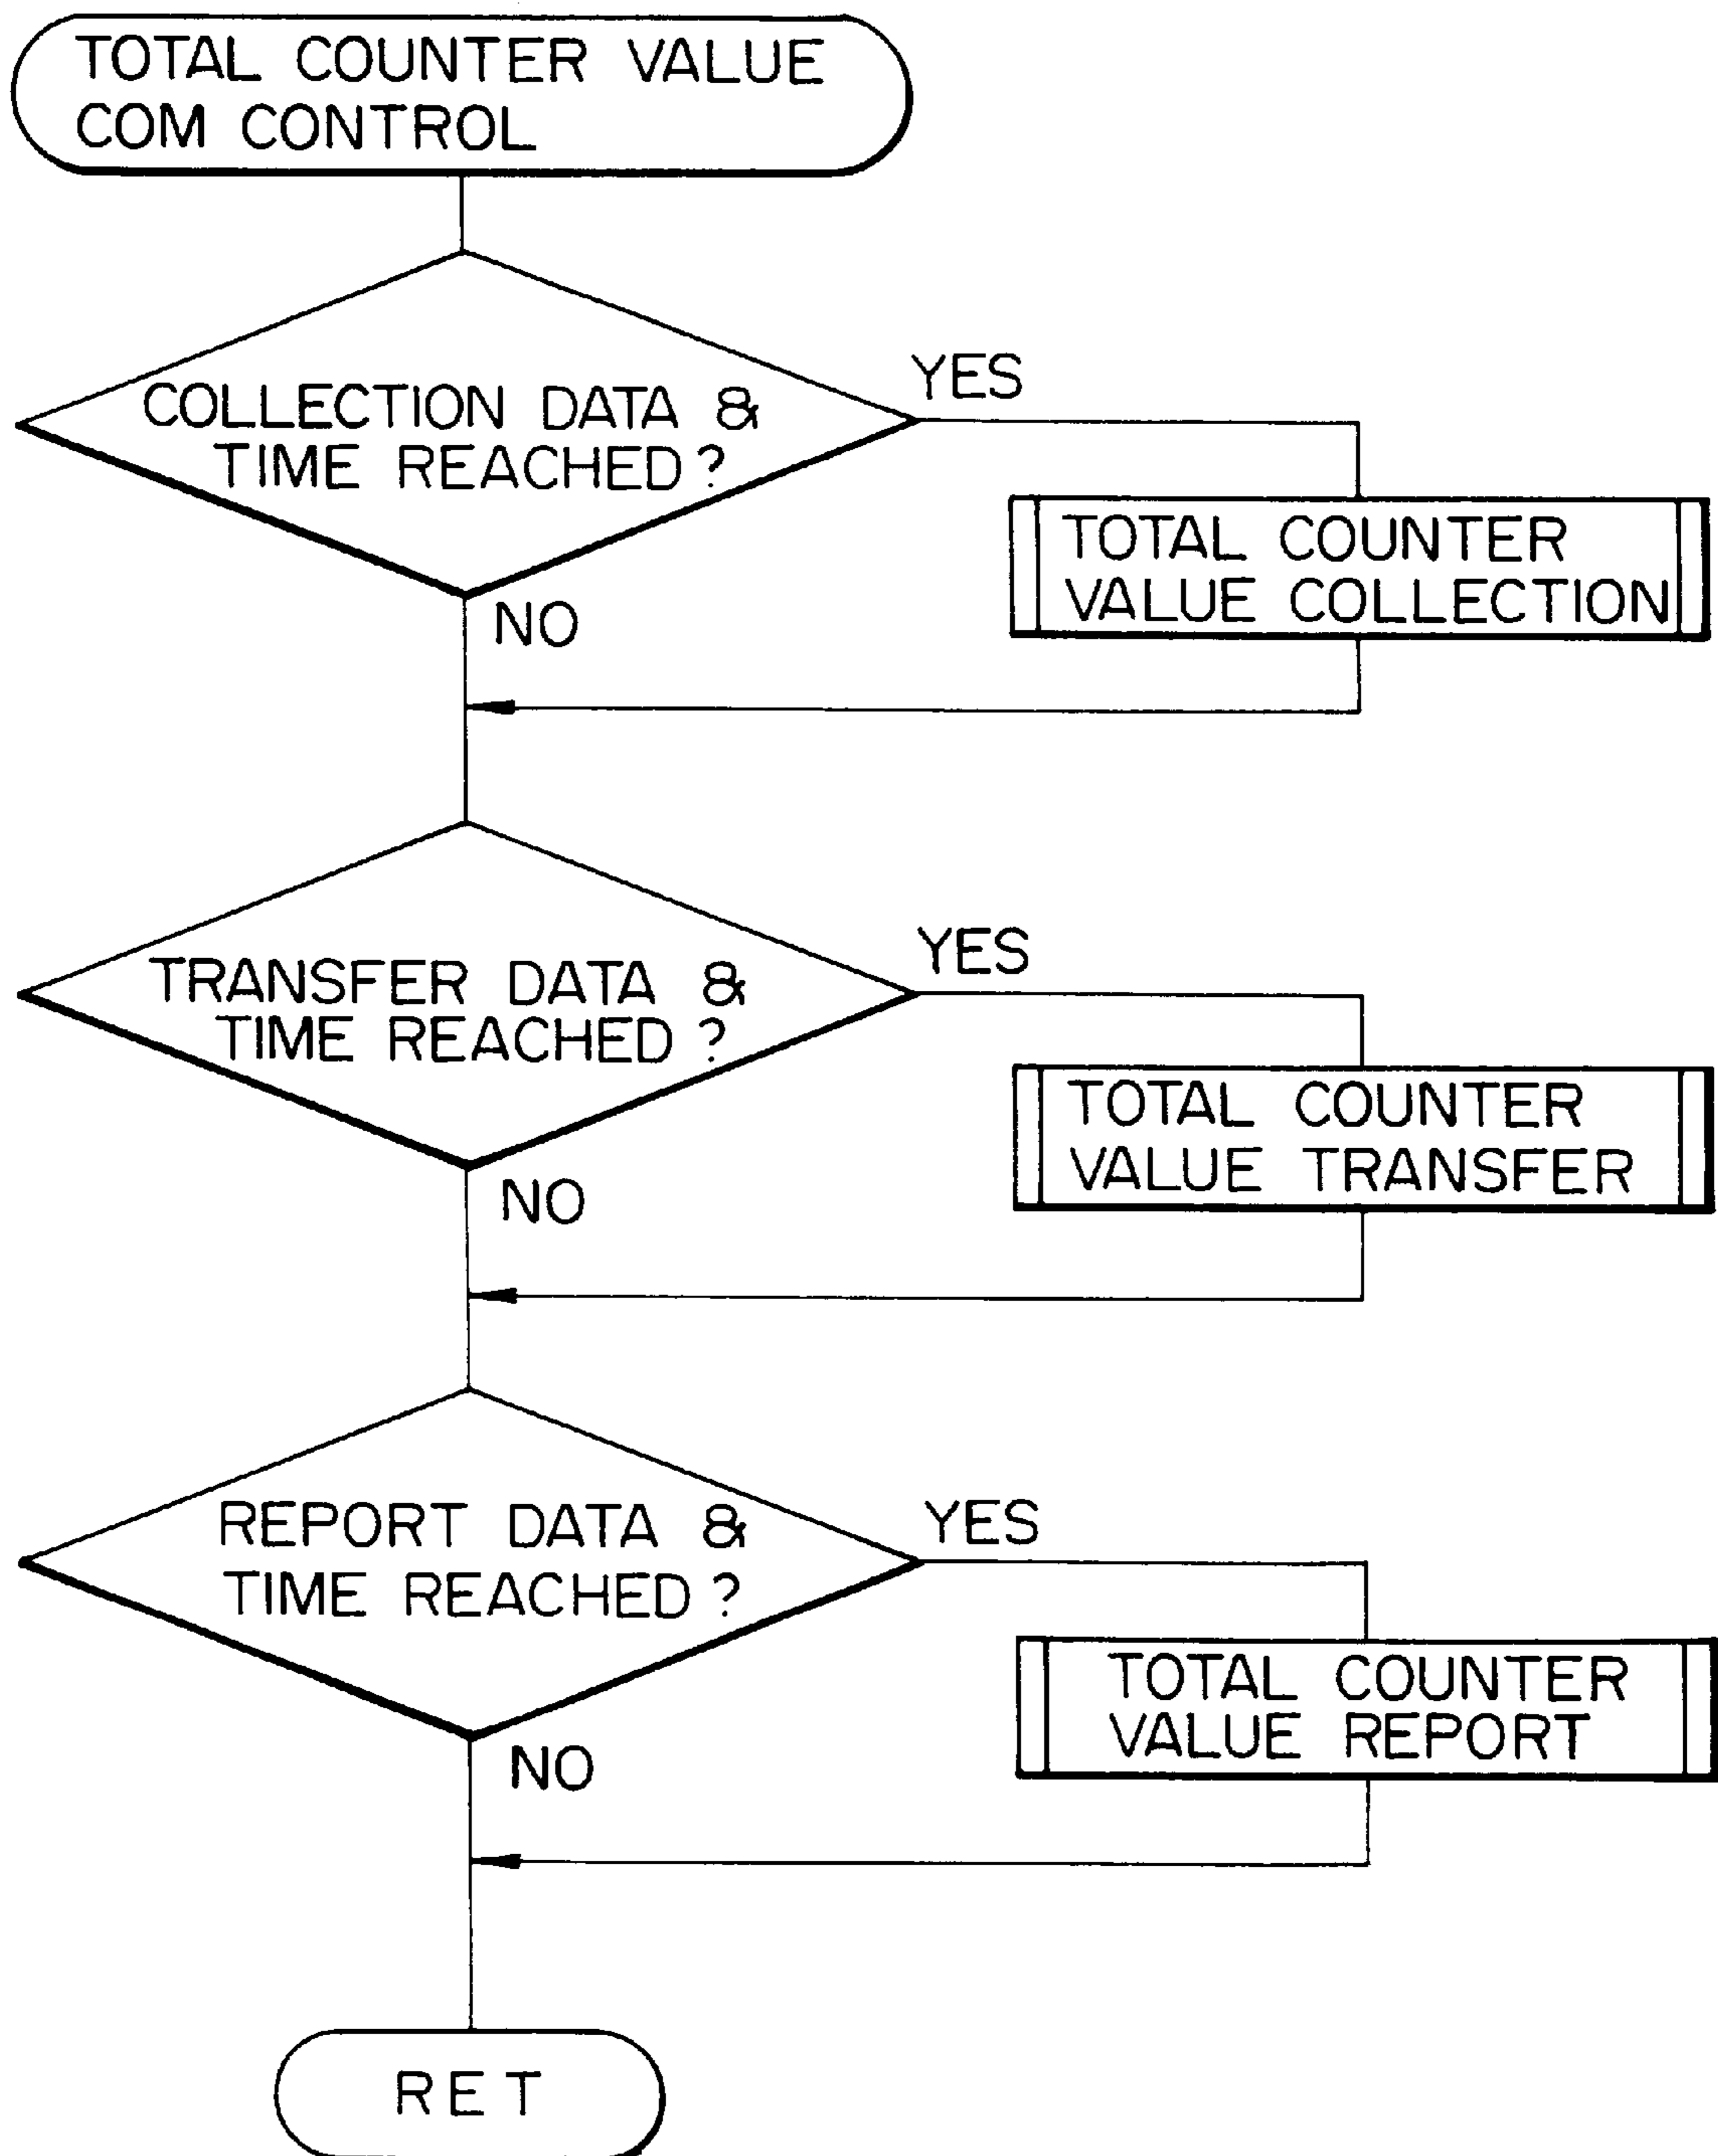 TOTAL COUNTER VALUE
COM CONTROL
COLLECTION DATA &
TIME REACHED?
YES
TOTAL COUNTER
VALUE COLLECTION
NO
TRANSFER DATA &
TIME REACHED?
YES
TOTAL COUNTER
VALUE TRANSFER
NO
REPORT DATA &
TIME REACHED?
YES
TOTAL COUNTER
VALUE REPORT
NO
RET